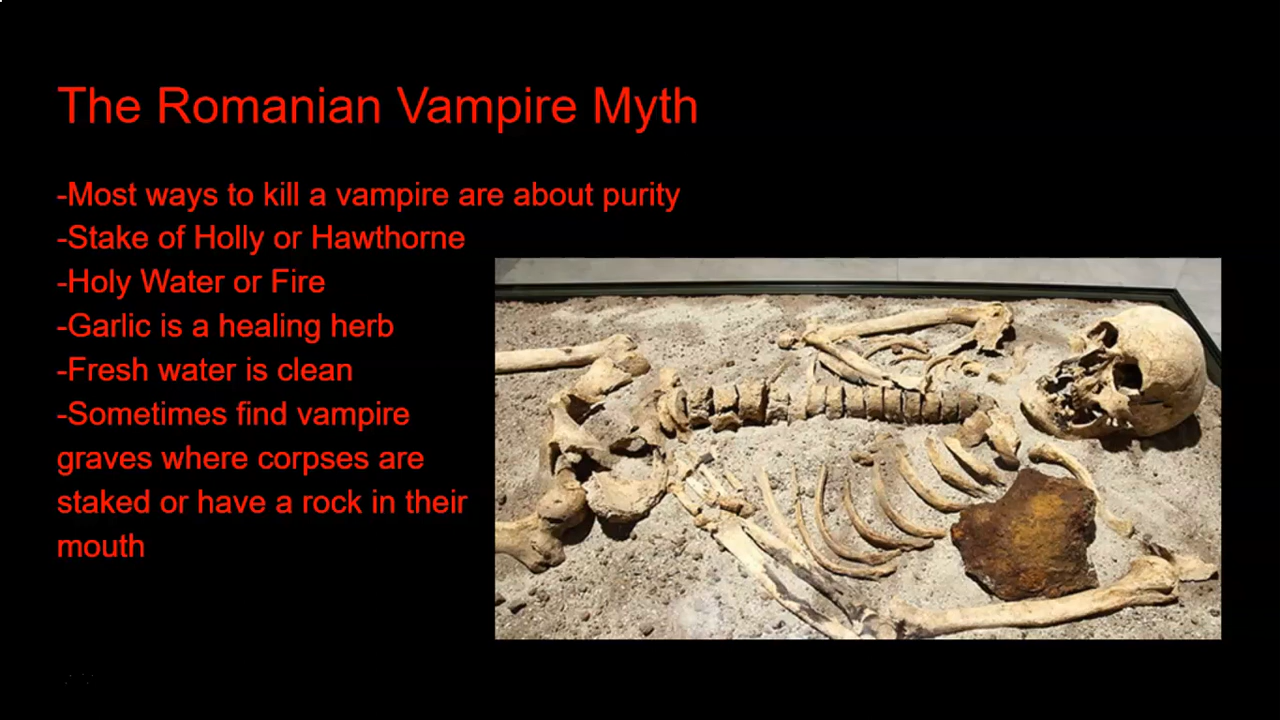 The Romanian Vampire Myth
-Most ways to kill a vampire are about purity
-Stake of Holly or Hawthorne
-Holy Water or Fire
-Garlic is a healing herb
-Fresh water is clean
-Sometimes find vampire
graves where corpses are
staked or have a rock in their
mouth